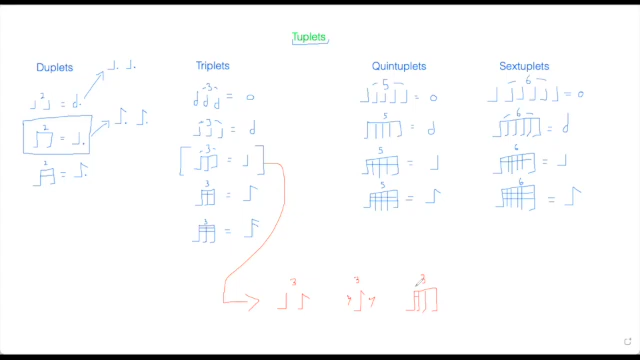 Tuplets
Duplets
Triplets
Quintuplets
Sextuplets
2 = 
2 = 
2 = 
3 = 
3 = 
3 = 
3 = 
3 = 
5 = 
5 = 
5 = 
5 = 
6 = 
6 = 
6 = 
6 = 
3 3 3